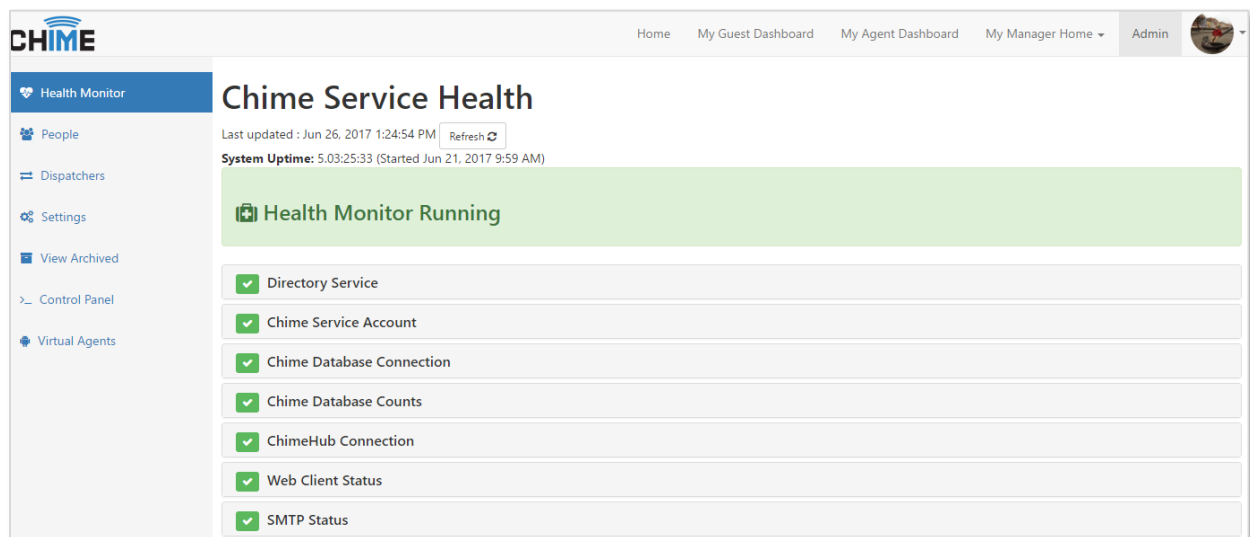 CHIME
Home My Guest Dashboard My Agent Dashboard My Manager Home Admin
Health Monitor
People
Dispatchers
Settings
View Archived
Control Panel
Virtual Agents
Chime Service Health
Last updated : Jun 26, 2017 1:24:54 PM Refresh
System Uptime: 5.03:25:33 (Started Jun 21, 2017 9:59 AM)
Health Monitor Running
Directory Service
Chime Service Account
Chime Database Connection
Chime Database Counts
ChimeHub Connection
Web Client Status
SMTP Status